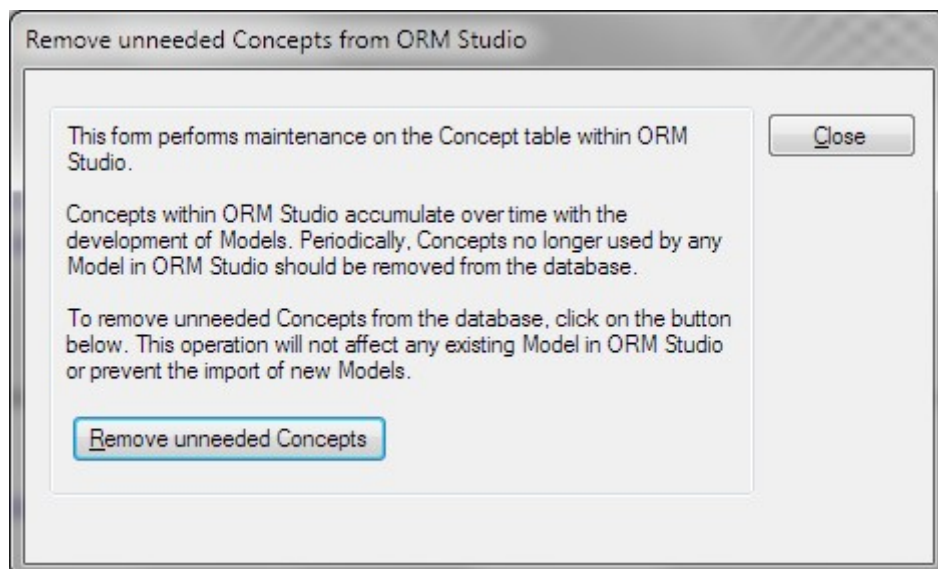 Remove unneeded Concepts from ORM Studio
This form performs maintenance on the Concept table within ORM
Studio.
Close
Concepts within ORM Studio accumulate over time with the
development of Models. Periodically, Concepts no longer used by any
Model in ORM Studio should be removed from the database.
To remove unneeded Concepts from the database, click on the button
below. This operation will not affect any existing Model in ORM Studio
or prevent the import of new Models.
Remove unneeded Concepts